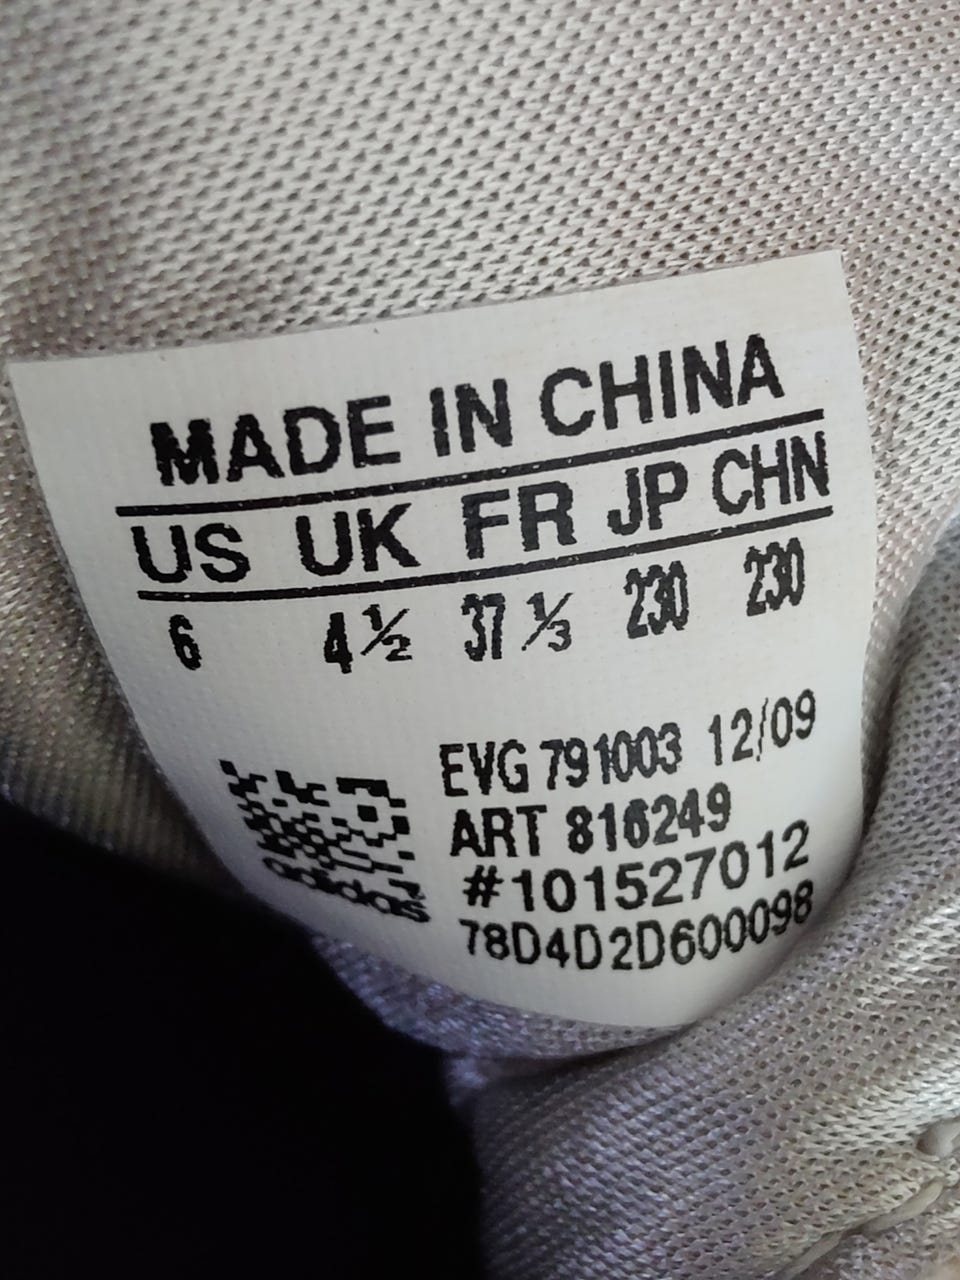 MADE IN CHINA
US UK FR JP CHN
6 4½ 37⅓ 230 230
EVG 791003 12/09
ART 816249
#101527012
adidas
78D4D2D600098